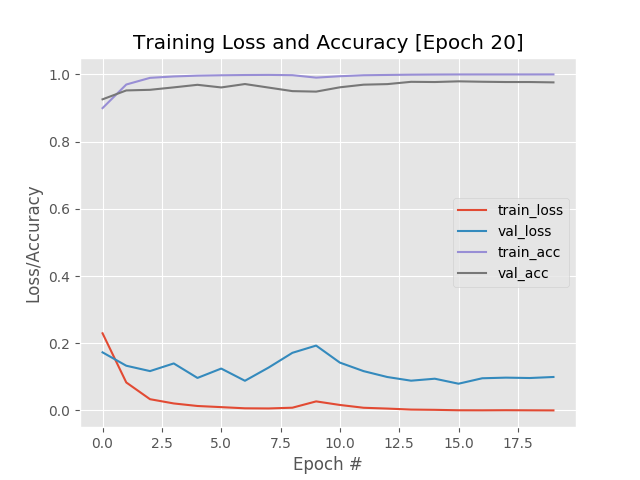 Training Loss and Accuracy [Epoch 20]
Loss/Accuracy
1.0
0.8
0.6
0.4
0.2
0.0
train_loss
val_loss
train_acc
val_acc
0.0 2.5 5.0 7.5 10.0 12.5 15.0 17.5
Epoch #